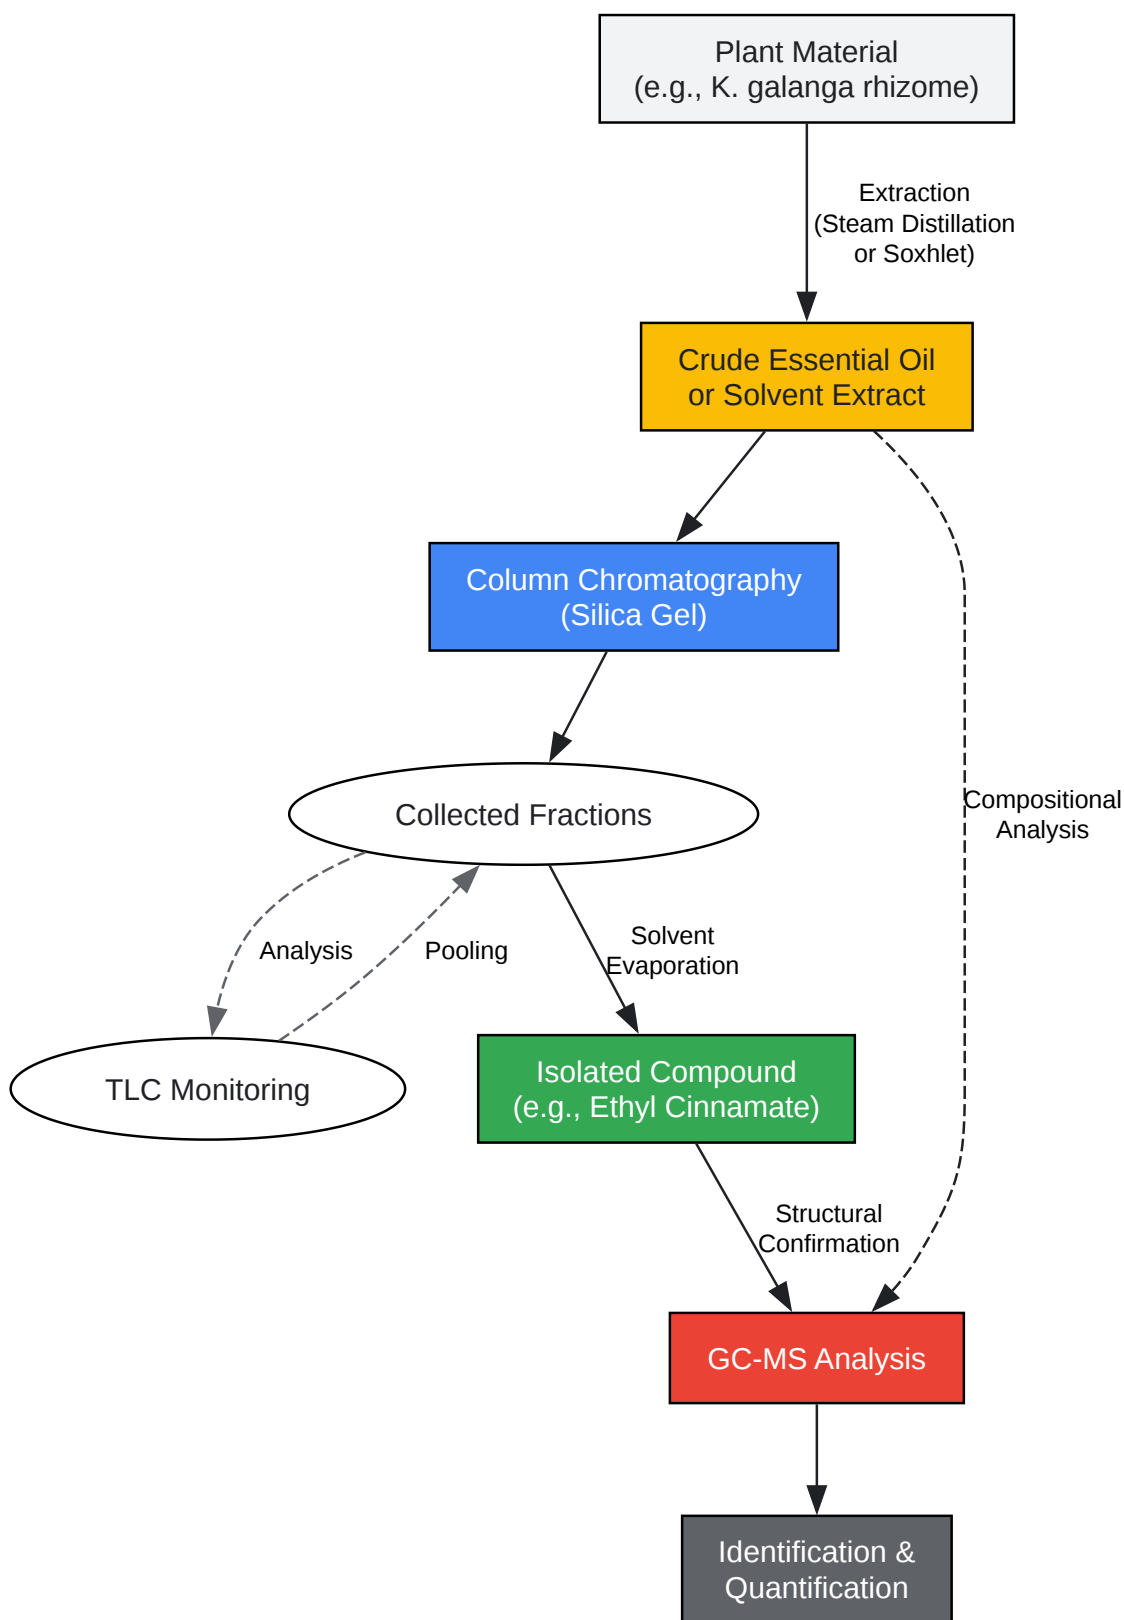 Plant Material
(e.g., K. galanga rhizome)
Extraction
(Steam Distillation
or Soxhlet)
Crude Essential Oil
or Solvent Extract
Column Chromatography
(Silica Gel)
Compositional
Analysis
Collected Fractions
Analysis
Pooling
Solvent
Evaporation
TLC Monitoring
Isolated Compound
(e.g., Ethyl Cinnamate)
Structural
Confirmation
GC-MS Analysis
Identification &
Quantification